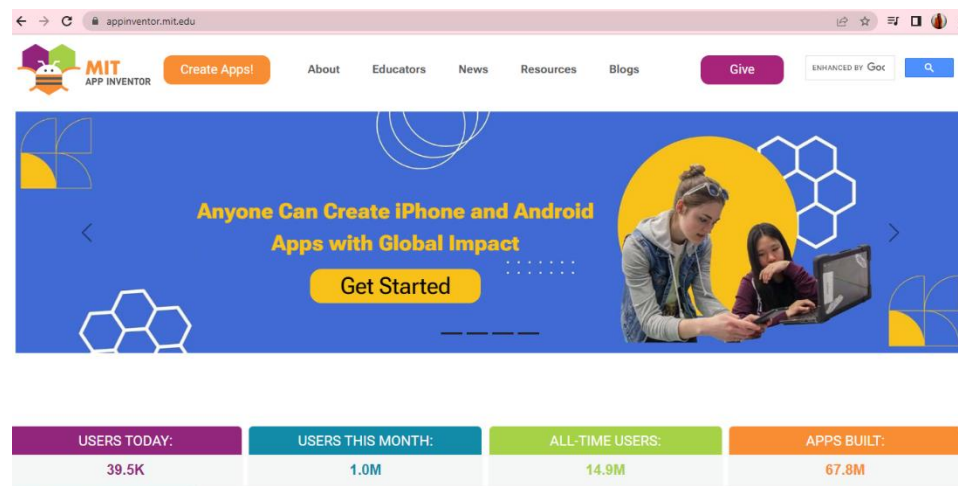 appinventor.mit.edu
MIT
APP INVENTOR
Create Apps!
About
Educators
News
Resources
Blogs
Give
ENHANCED BY Goo
Anyone Can Create iPhone and Android
Apps with Global Impact
Get Started
USERS TODAY:
USERS THIS MONTH:
ALL-TIME USERS:
APPS BUILT:
39.5K
1.0M
14.9M
67.8M